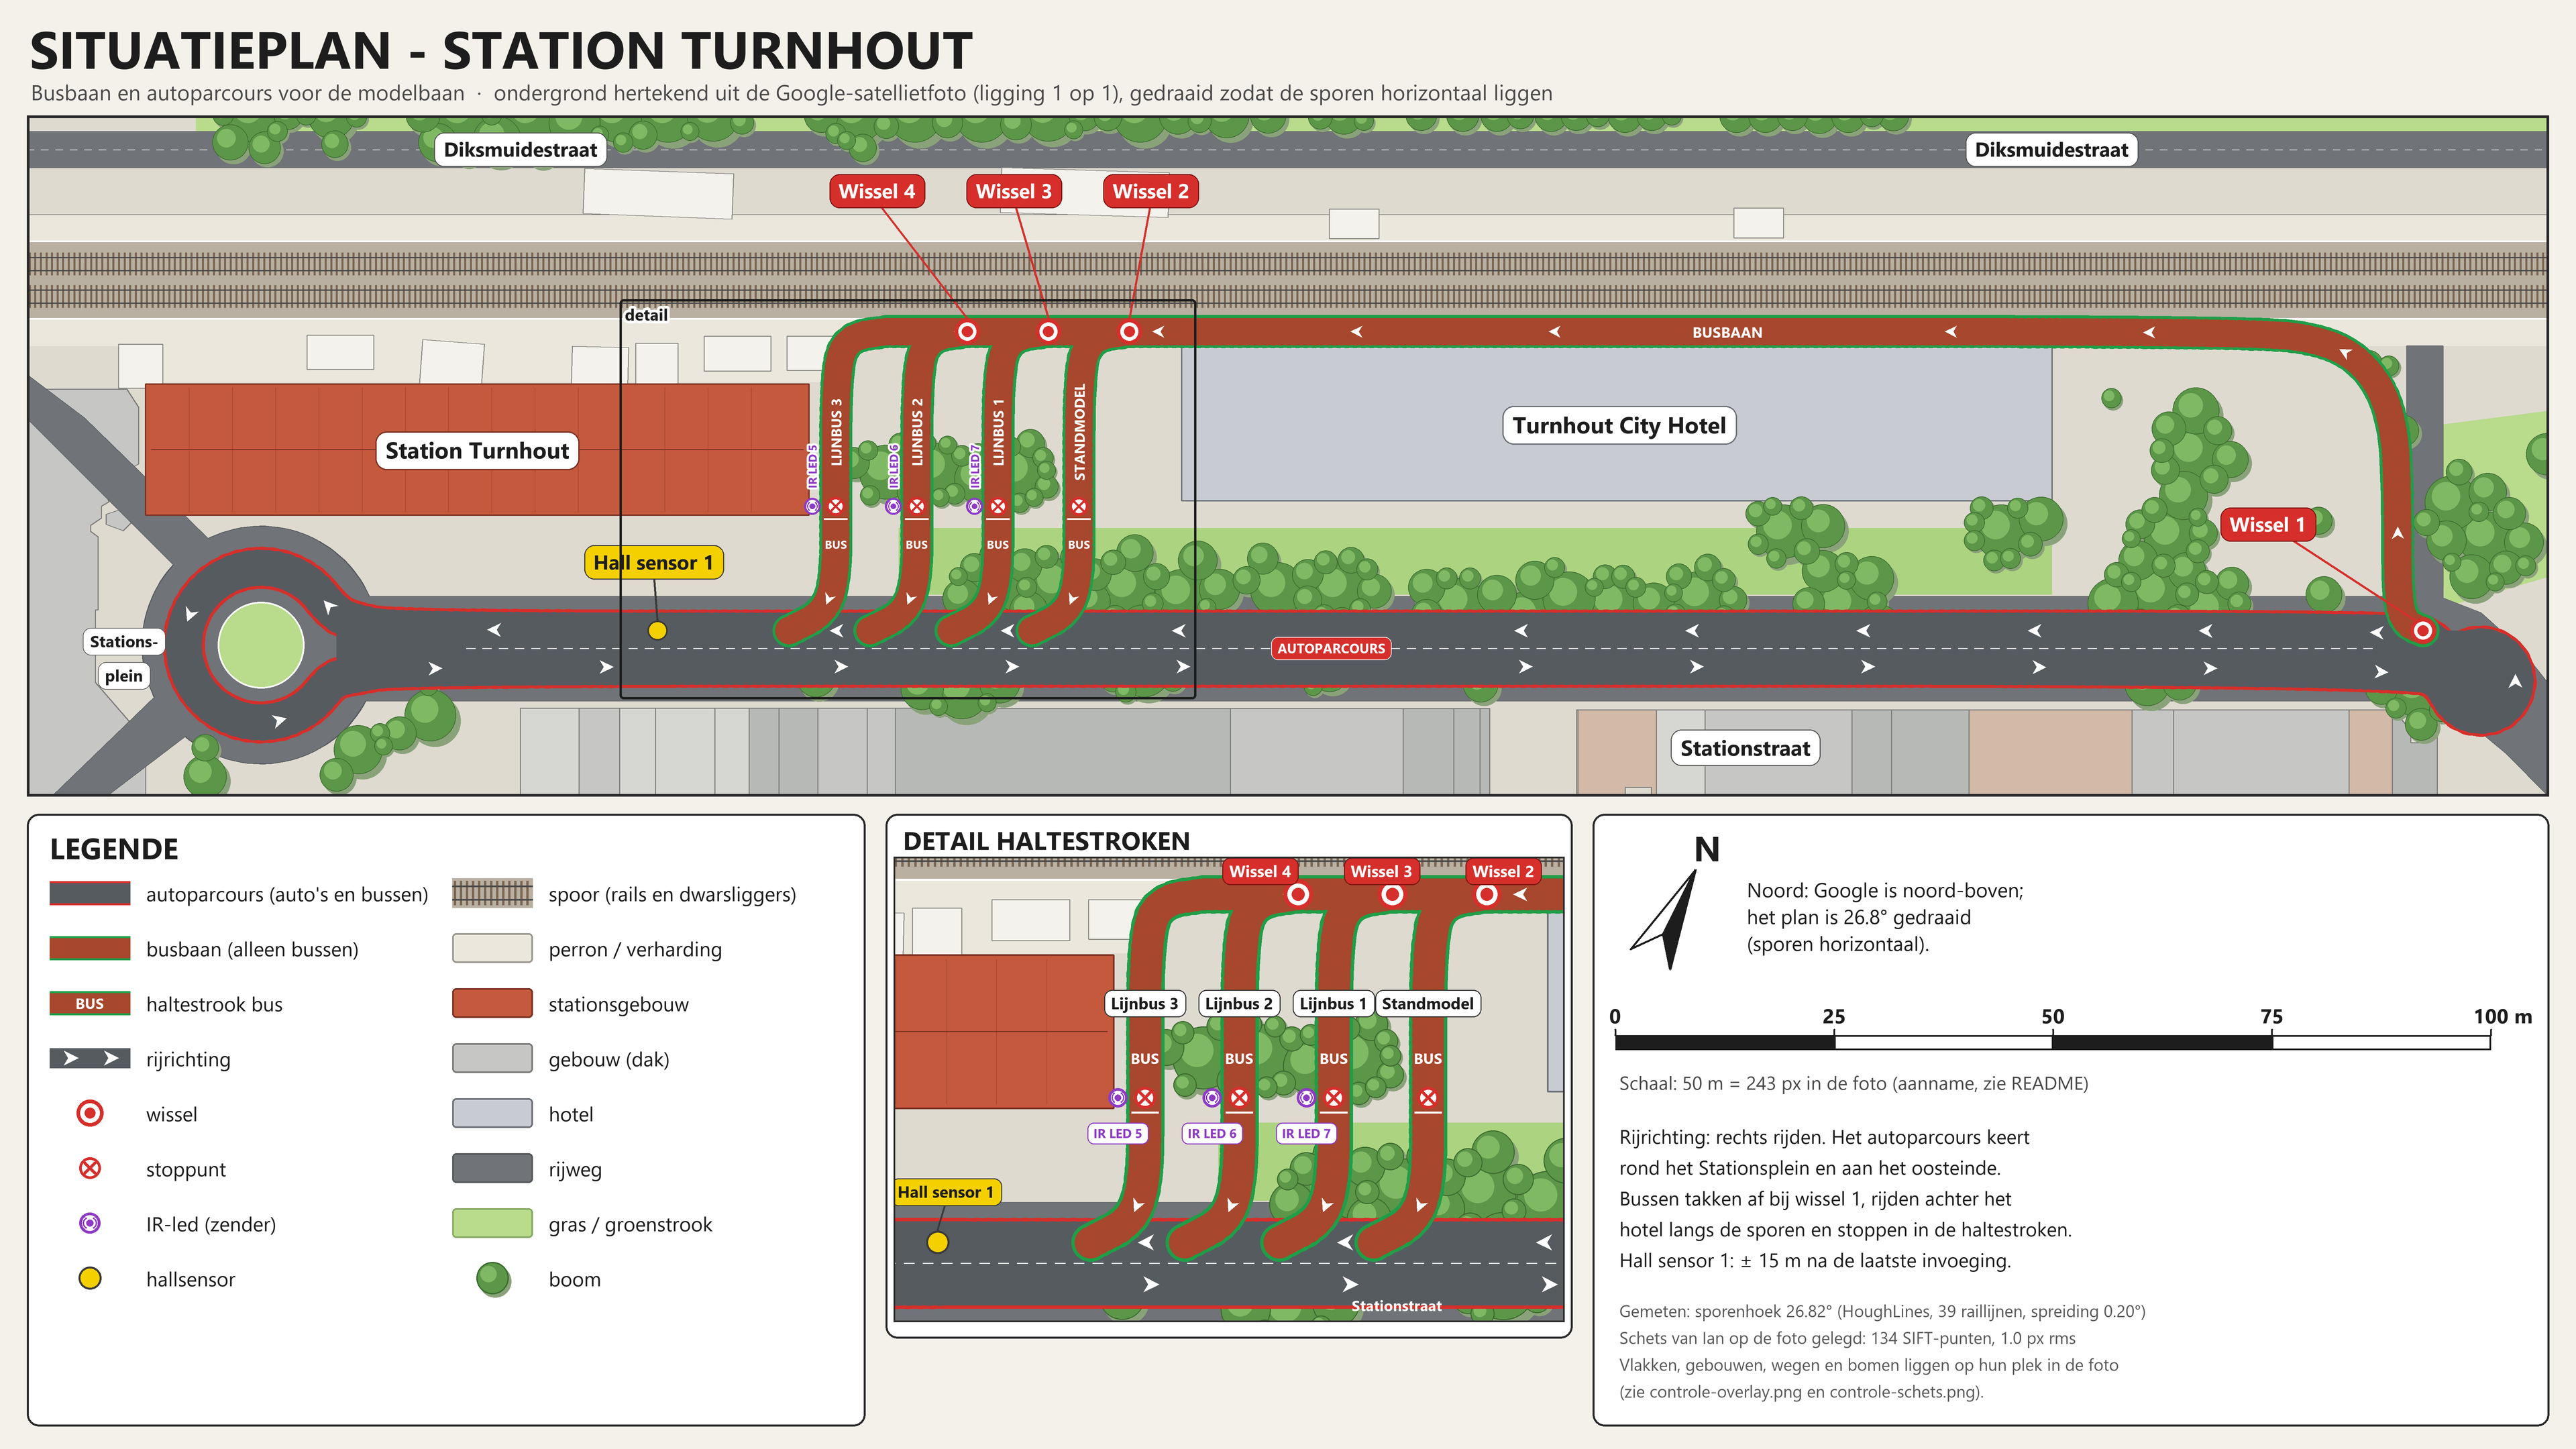 SITUATIEPLAN - STATION TURNHOUT
Busbaan en autoparcours voor de modelbaan · ondergrond hertekend uit de Google-satellietfoto (ligging 1 op 1), gedraaid zodat de sporen horizontaal liggen
Diksmuidestraat
Diksmuidestraat
Wissel 4
Wissel 3
Wissel 2
detail
BUSBAAN
LIJNBUS 3
LIJNBUS 2
LIJNBUS 1
STANDMODEL
Station Turnhout
Turnhout City Hotel
IR LED 5
IR LED 6
IR LED 7
Wissel 1
BUS
BUS
BUS
BUS
Hall sensor 1
Stations-
plein
AUTOPARCOURS
Stationstraat
LEGENDE
autoparcours (auto's en bussen)
busbaan (alleen bussen)
BUS
haltestrook bus
rijrichting
wissel
stoppunt
IR-led (zender)
hallsensor
spoor (rails en dwarsliggers)
perron / verharding
stationsgebouw
gebouw (dak)
hotel
rijweg
gras / groenstrook
boom
DETAIL HALTESTROKEN
Wissel 4
Wissel 3
Wissel 2
Lijnbus 3
Lijnbus 2
Lijnbus 1
Standmodel
BUS
BUS
BUS
BUS
IR LED 5
IR LED 6
IR LED 7
Hall sensor 1
Stationstraat
N
Noord: Google is noord-boven;
het plan is 26.8° gedraaid
(sporen horizontaal).
0
25
50
75
100 m
Schaal: 50 m = 243 px in de foto (aanname, zie README)
Rijrichting: rechts rijden. Het autoparcours keert
rond het Stationsplein en aan het oosteinde.
Bussen takken af bij wissel 1, rijden achter het
hotel langs de sporen en stoppen in de haltestroken.
Hall sensor 1: ± 15 m na de laatste invoeging.
Gemeten: sporenhoek 26.82° (HoughLines, 39 raillijnen, spreiding 0.20°)
Schets van Ian op de foto gelegd: 134 SIFT-punten, 1.0 px rms
Vlakken, gebouwen, wegen en bomen liggen op hun plek in de foto
(zie controle-overlay.png en controle-schets.png).